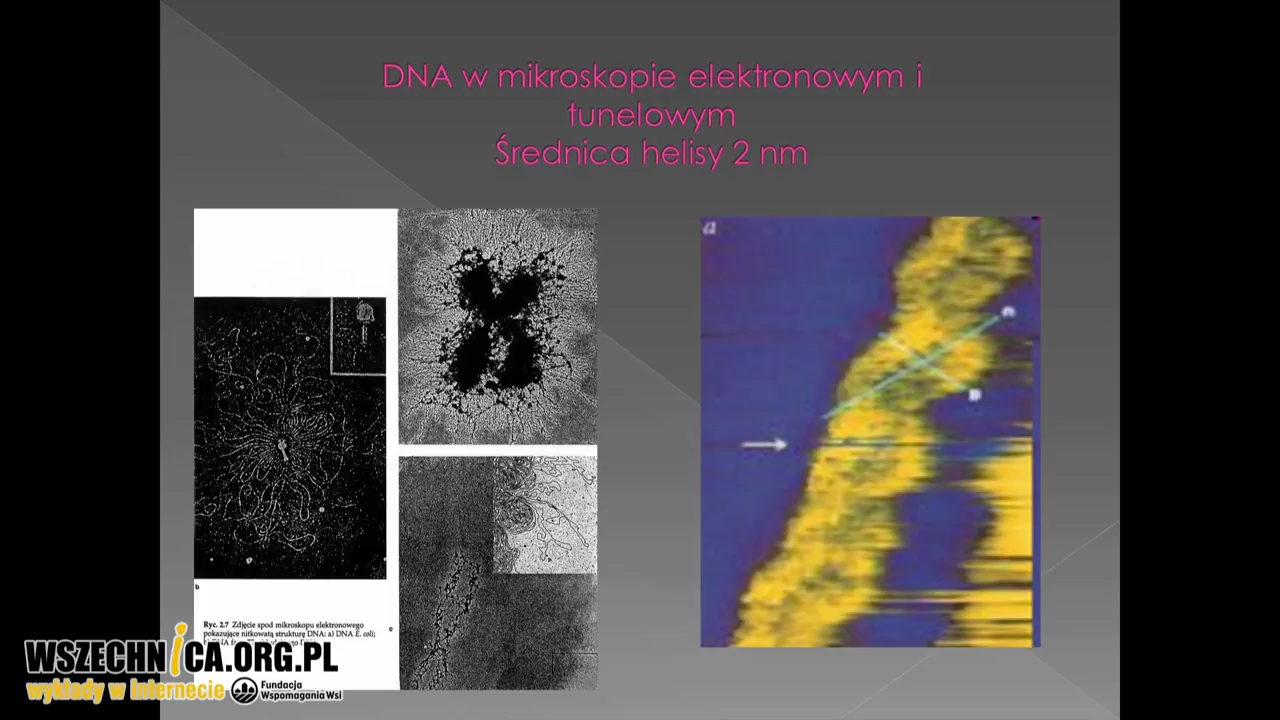 DNA w mikroskopie elektronowym i
tunelowym
Średnica helisy 2 nm
a
b
c
Ryc. 2.7 Zdjęcie spod mikroskopu elektronowego
pokazujące nitkowatą strukturę DNA: a) DNA E. coli;
WSZECHNiCA.ORG.PL
wykłady w internecie
Fundacja
Wspomagania Wsi